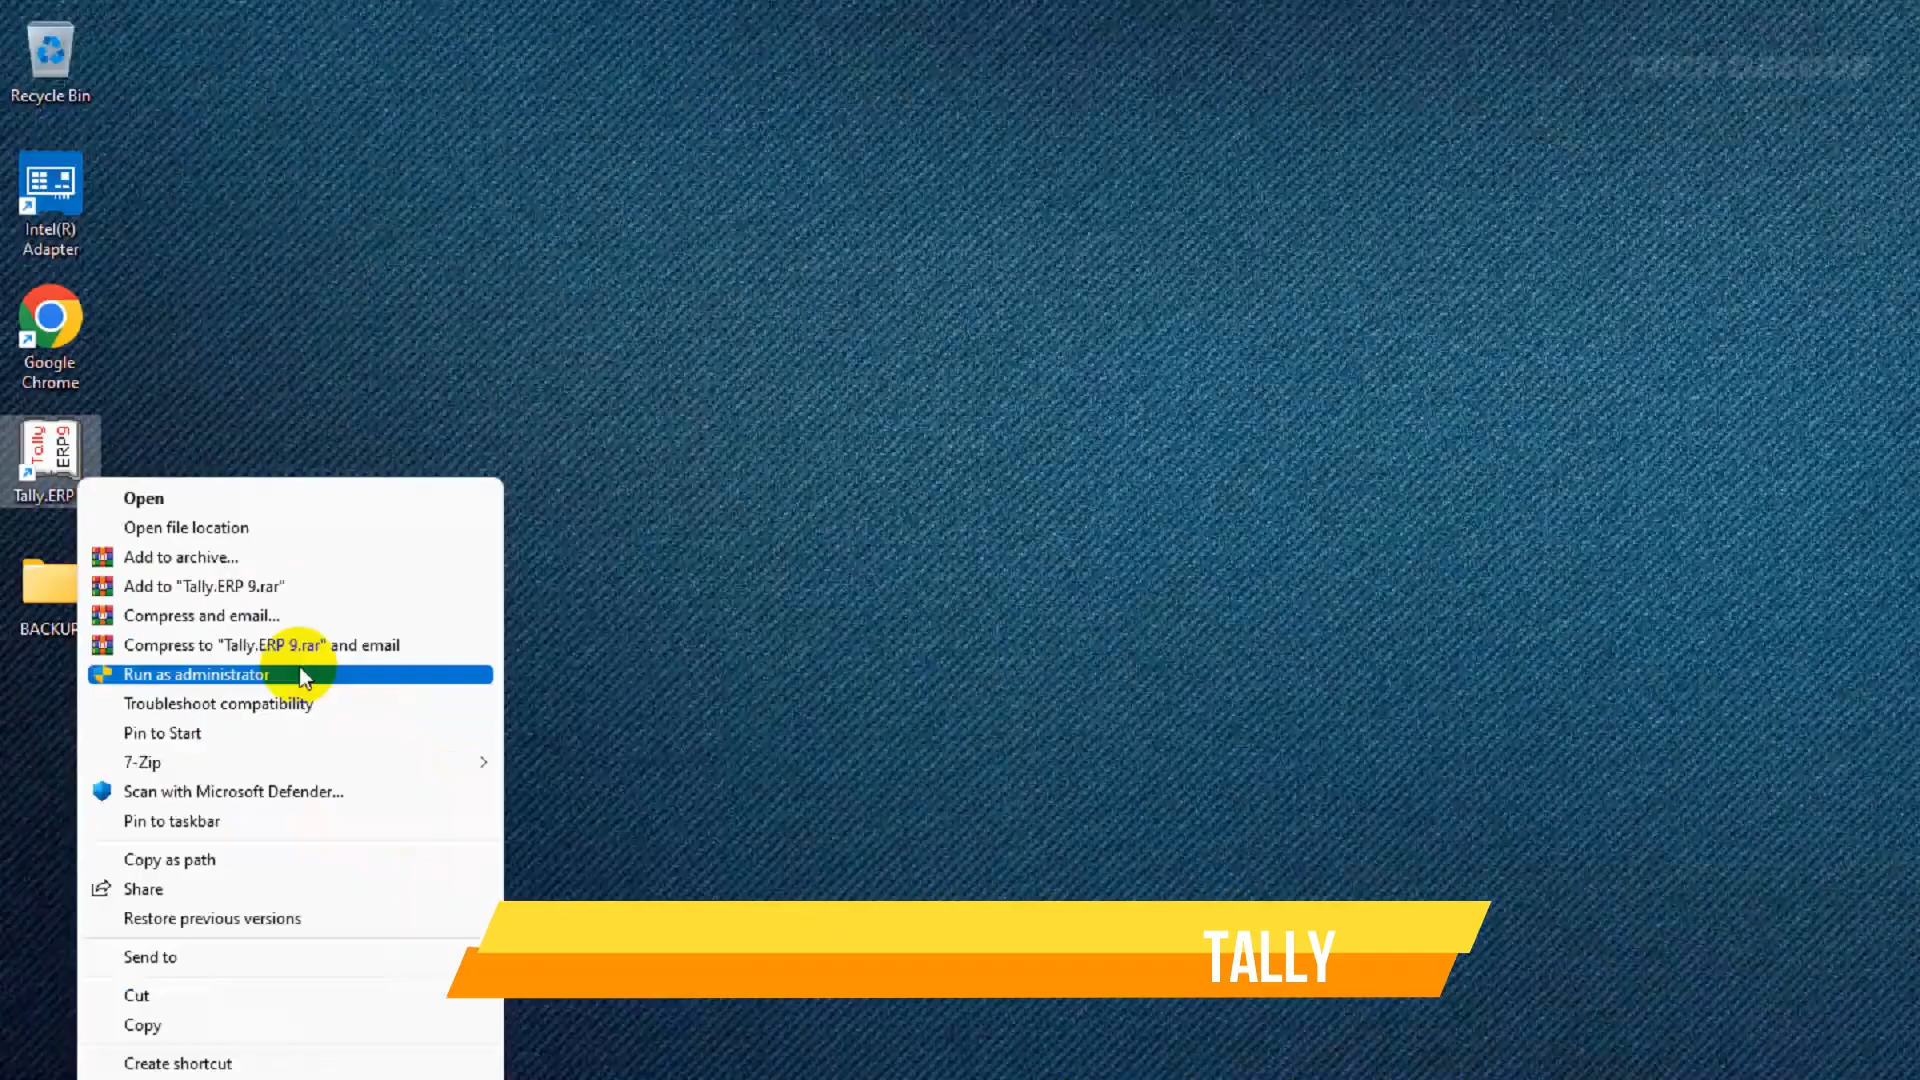 Recycle Bin
Intel(R)
Adapter
Google
Chrome
Tally
ERP9
Tally.ERP
BACKUP
Open
Open file location
Add to archive...
Add to "Tally.ERP 9.rar"
Compress and email...
Compress to "Tally.ERP 9.rar" and email
Run as administrator
Troubleshoot compatibility
Pin to Start
7-Zip
Scan with Microsoft Defender...
Pin to taskbar
Copy as path
Share
Restore previous versions
Send to
Cut
Copy
Create shortcut
TALLY